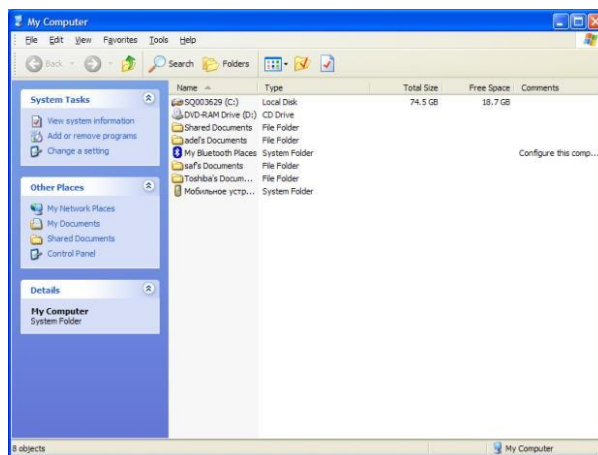 My Computer
File Edit View Favorites Tools Help
Back Search Folders
Name Type Total Size Free Space Comments
System Tasks
View system information
Add or remove programs
Change a setting
Other Places
My Network Places
My Documents
Shared Documents
Control Panel
Details
My Computer
System Folder
SQ003629 (C:) Local Disk 74.5 GB 18.7 GB
DVD-RAM Drive (D:) CD Drive
Shared Documents File Folder
adel's Documents File Folder
My Bluetooth Places System Folder Configure this comp...
saf's Documents File Folder
Toshiba's Docum... File Folder
Мобильное устр... System Folder
8 objects My Computer